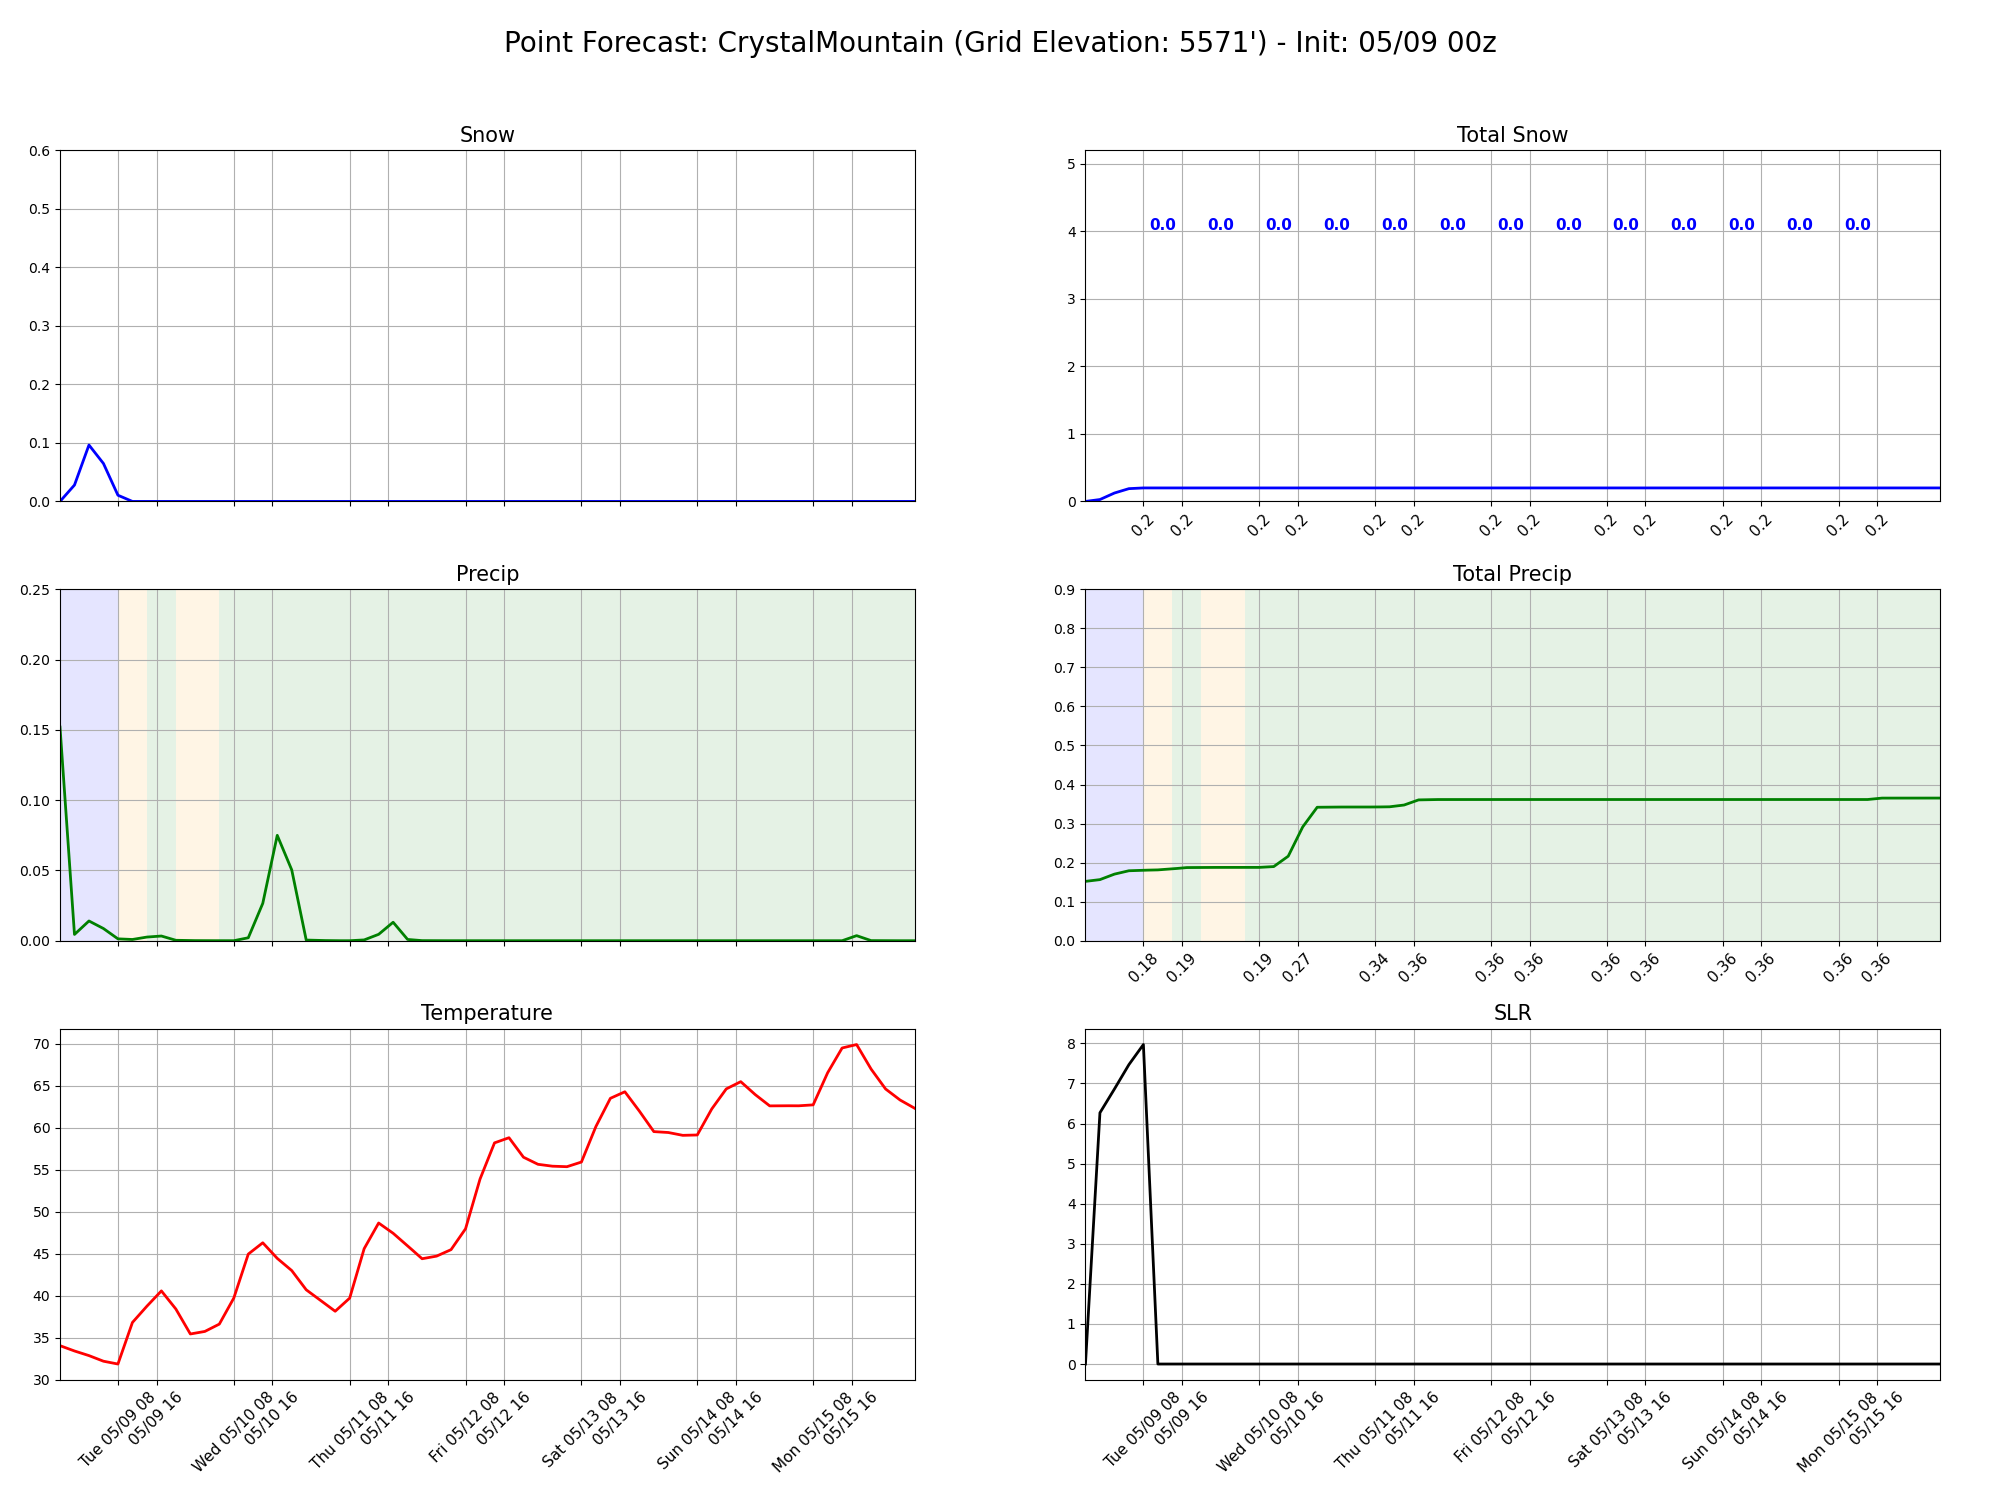 Point Forecast: CrystalMountain (Grid Elevation: 5571') - Init: 05/09 00z
Snow
0.6
0.5
0.4
0.3
0.2
0.1
0.0
Total Snow
5
4
3
2
1
0
0.0 0.0 0.0 0.0 0.0 0.0 0.0 0.0 0.0 0.0 0.0 0.0 0.0
0.2 0.2 0.2 0.2 0.2 0.2 0.2 0.2 0.2 0.2 0.2 0.2 0.2 0.2
Precip
0.25
0.20
0.15
0.10
0.05
0.00
Total Precip
0.9
0.8
0.7
0.6
0.5
0.4
0.3
0.2
0.1
0.0
0.18 0.19 0.19 0.27 0.34 0.36 0.36 0.36 0.36 0.36 0.36 0.36 0.36 0.36
Temperature
70
65
60
55
50
45
40
35
30
Tue 05/09 08
05/09 16
Wed 05/10 08
05/10 16
Thu 05/11 08
05/11 16
Fri 05/12 08
05/12 16
Sat 05/13 08
05/13 16
Sun 05/14 08
05/14 16
Mon 05/15 08
05/15 16
SLR
8
7
6
5
4
3
2
1
0
Tue 05/09 08
05/09 16
Wed 05/10 08
05/10 16
Thu 05/11 08
05/11 16
Fri 05/12 08
05/12 16
Sat 05/13 08
05/13 16
Sun 05/14 08
05/14 16
Mon 05/15 08
05/15 16